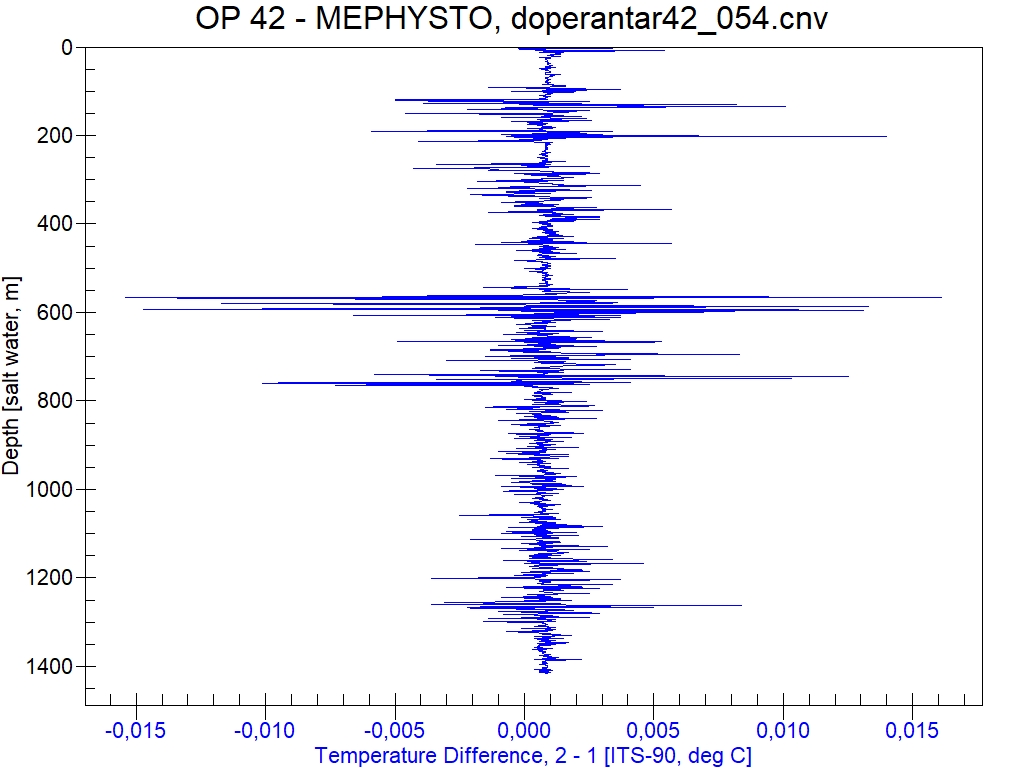 OP 42 - MEPHYSTO, doperantar42_054.cnv
0
200
400
600
800
1000
1200
1400
Depth [salt water, m]
-0,015 -0,010 -0,005 0,000 0,005 0,010 0,015
Temperature Difference, 2 - 1 [ITS-90, deg C]